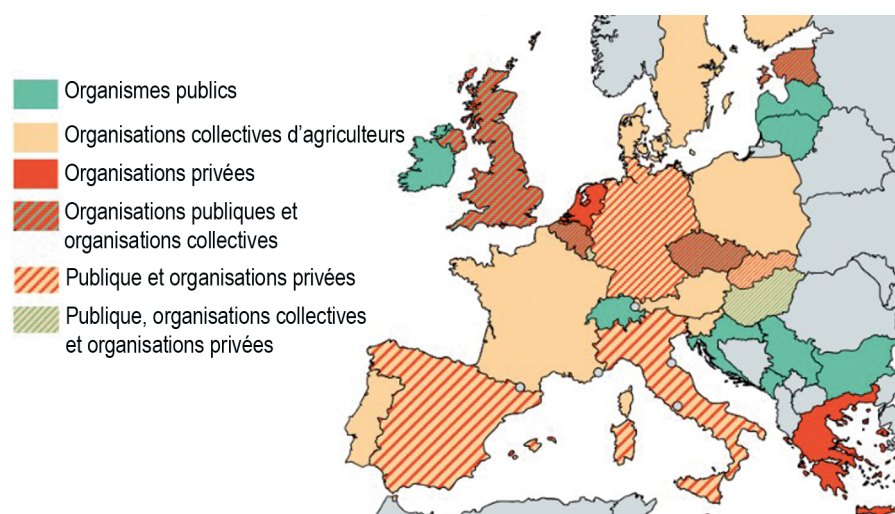 Organismes publics
Organisations collectives d’agriculteurs
Organisations privées
Organisations publiques et
organisations collectives
Publique et organisations privées
Publique, organisations collectives
et organisations privées